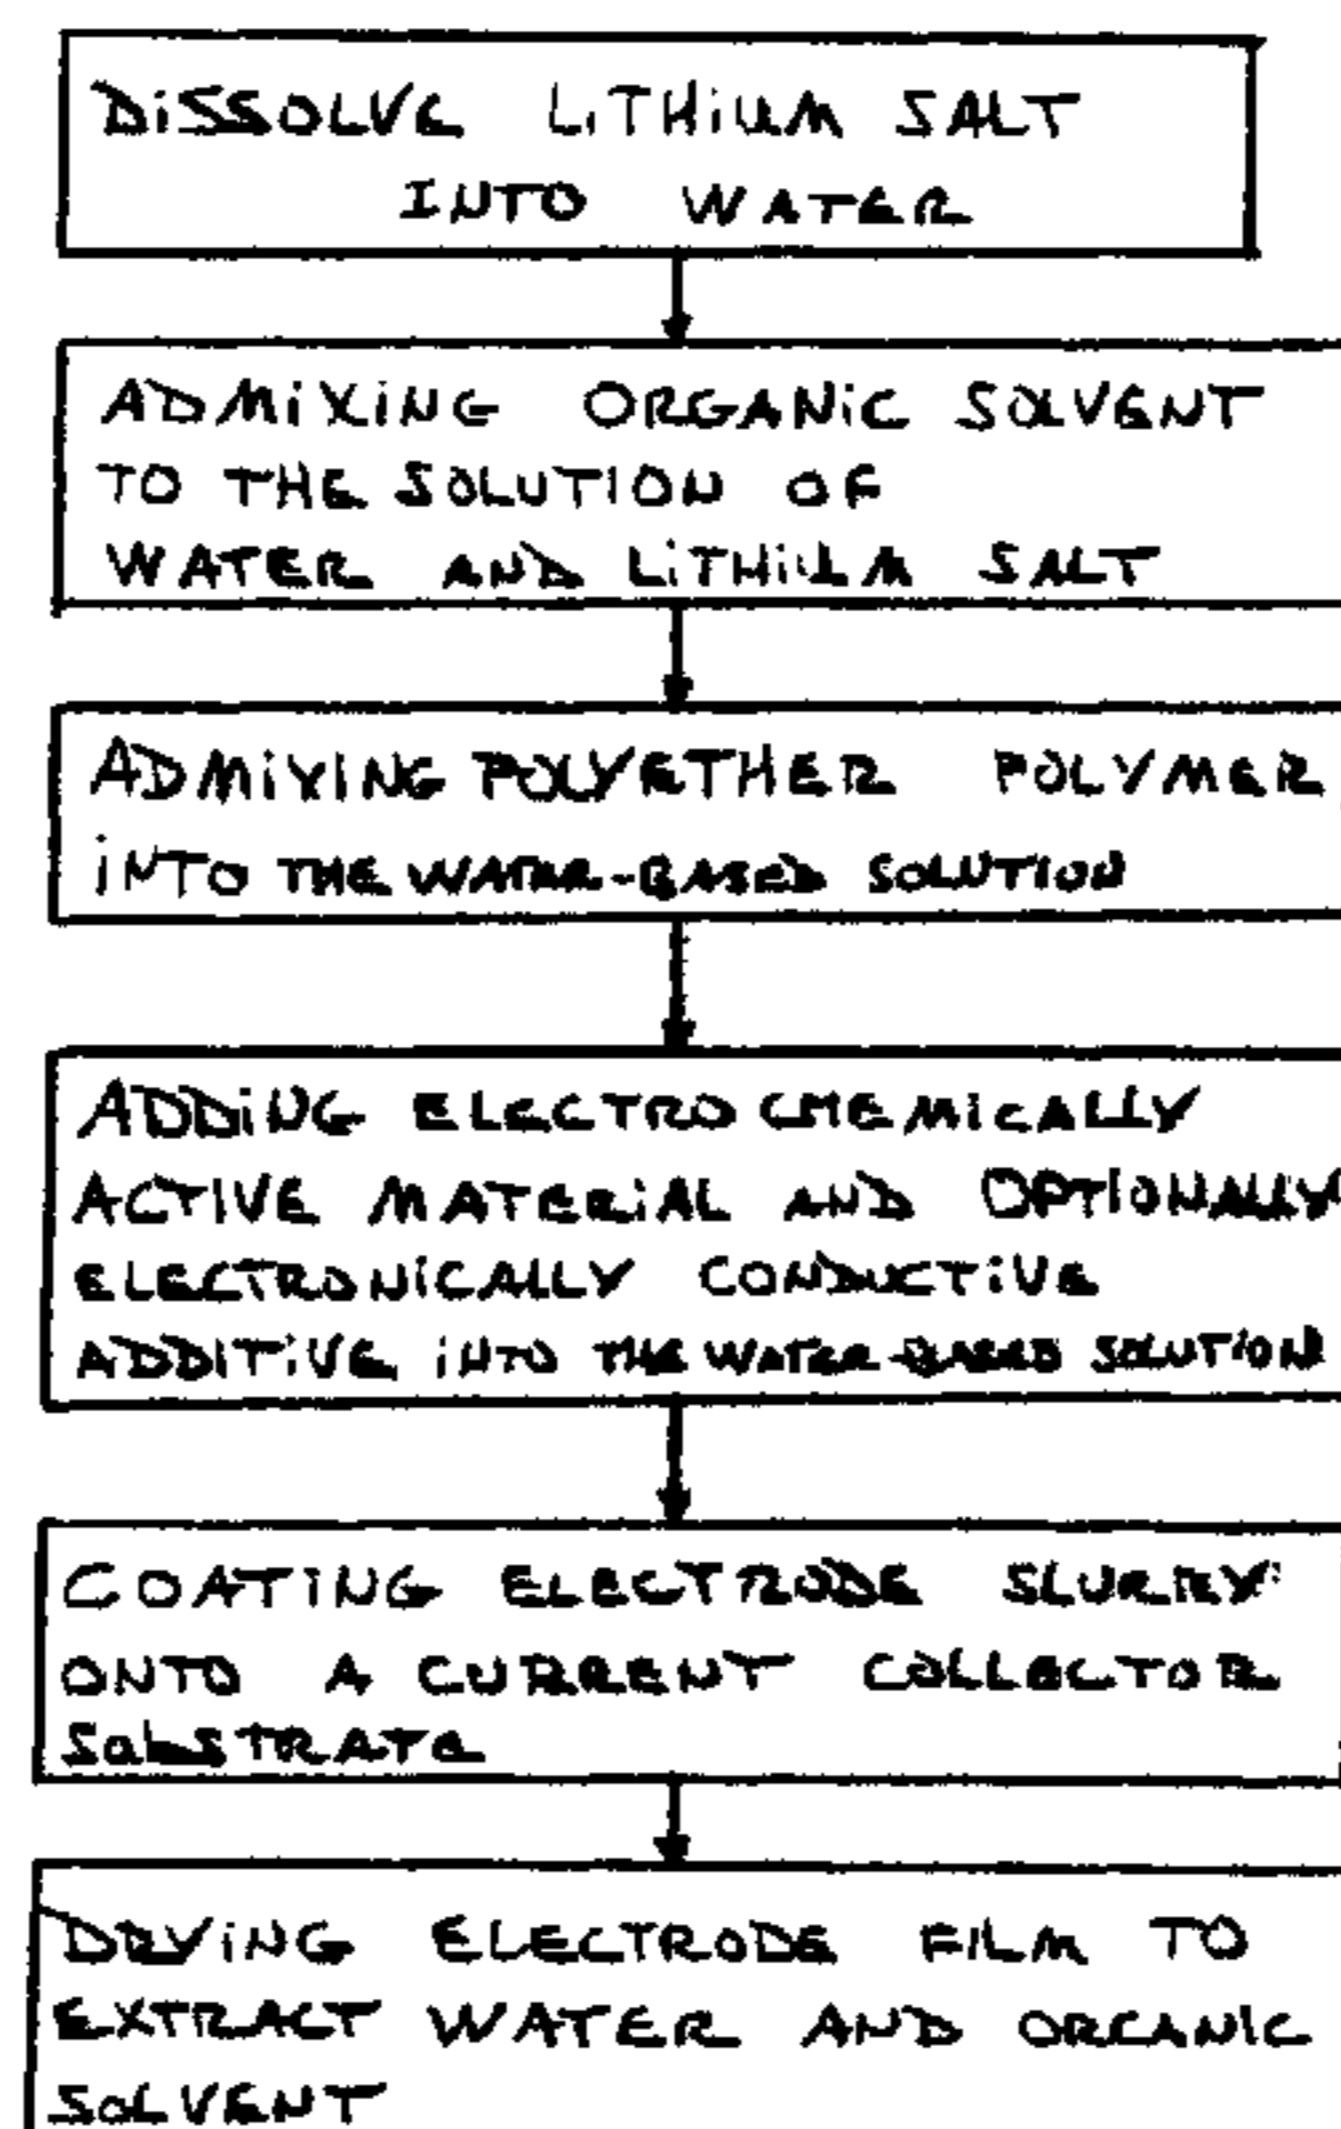 DISSOLVE LITHIUM SALT
INTO WATER
ADMIXING ORGANIC SOLVENT
TO THE SOLUTION OF
WATER AND LITHIUM SALT
ADMIXING POLYETHER POLYMER
INTO THE WATER-BASED SOLUTION
ADDING ELECTROCHEMICALLY
ACTIVE MATERIAL AND OPTIONALLY
ELECTRONICALLY CONDUCTIVE
ADDITIVE INTO THE WATER-BASED SOLUTION
COATING ELECTRODE SLURRY
ONTO A CURRENT COLLECTOR
SUBSTRATE
DRYING ELECTRODE FILM TO
EXTRACT WATER AND ORGANIC
SOLVENT